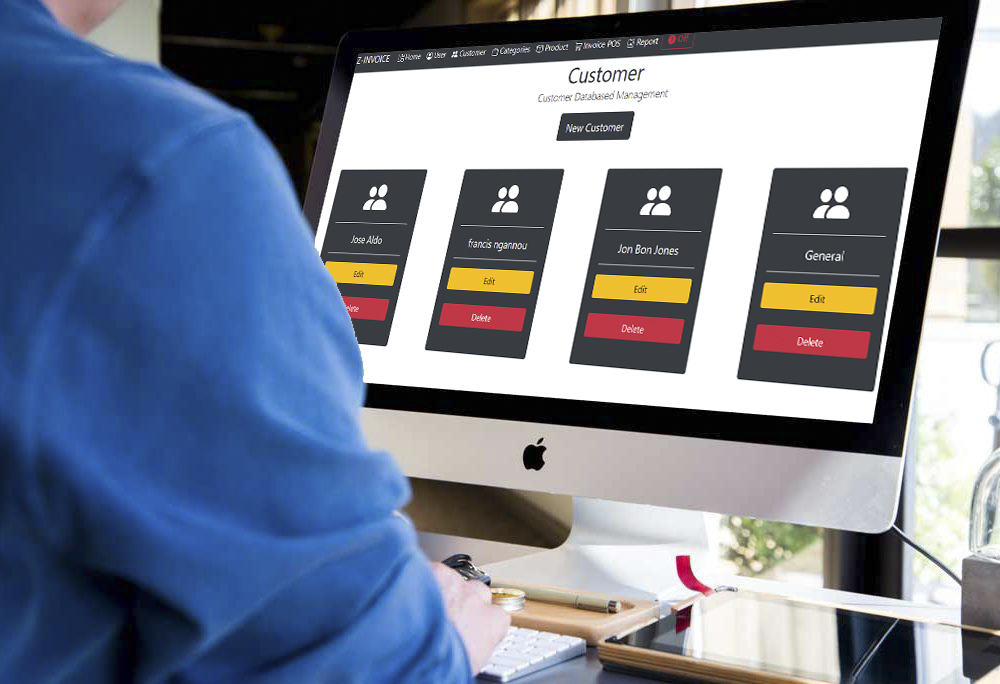 Z-INVOICE Home User Customer Categories Product Invoice POS Report Off
Customer
Customer Databased Management
New Customer
Jose Aldo
Edit
Delete
francis ngannou
Edit
Delete
Jon Bon Jones
Edit
Delete
General
Edit
Delete